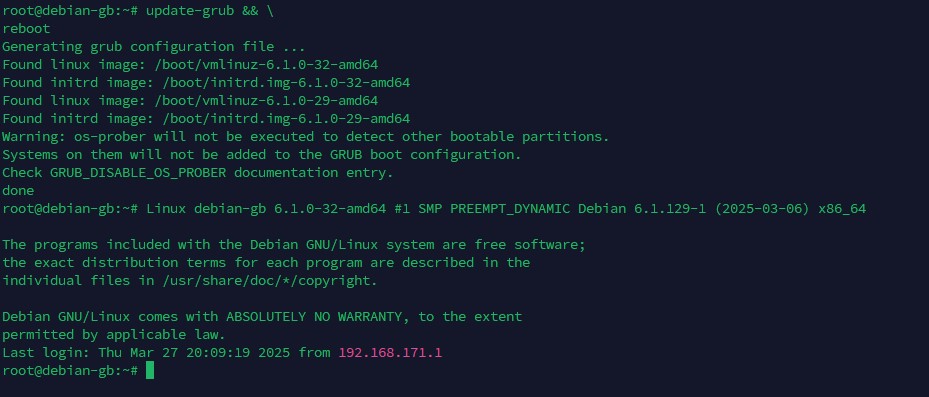 root@debian-gb:~# update-grub && \
reboot
Generating grub configuration file ...
Found linux image: /boot/vmlinuz-6.1.0-32-amd64
Found initrd image: /boot/initrd.img-6.1.0-32-amd64
Found linux image: /boot/vmlinuz-6.1.0-29-amd64
Found initrd image: /boot/initrd.img-6.1.0-29-amd64
Warning: os-prober will not be executed to detect other bootable partitions.
Systems on them will not be added to the GRUB boot configuration.
Check GRUB_DISABLE_OS_PROBER documentation entry.
done
root@debian-gb:~# Linux debian-gb 6.1.0-32-amd64 #1 SMP PREEMPT_DYNAMIC Debian 6.1.129-1 (2025-03-06) x86_64

The programs included with the Debian GNU/Linux system are free software;
the exact distribution terms for each program are described in the
individual files in /usr/share/doc/*/copyright.

Debian GNU/Linux comes with ABSOLUTELY NO WARRANTY, to the extent
permitted by applicable law.
Last login: Thu Mar 27 20:09:19 2025 from 192.168.171.1
root@debian-gb:~#